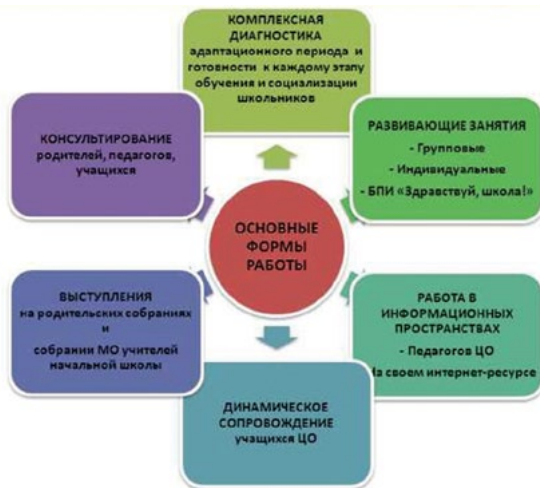 КОМПЛЕКСНАЯ
ДИАГНОСТИКА
адаптационного периода и
готовности к каждому этапу
обучения и социализации
школьников
КОНСУЛЬТИРОВАНИЕ
родителей, педагогов,
учащихся
РАЗВИВАЮЩИЕ ЗАНЯТИЯ
- Групповые
- Индивидуальные
- БПИ «Здравствуй, школа!»
ОСНОВНЫЕ
ФОРМЫ
РАБОТЫ
ВЫСТУПЛЕНИЯ
на родительских собраниях
и
собрании МО учителей
начальной школы
РАБОТА В
ИНФОРМАЦИОННЫХ
ПРОСТРАНСТВАХ
- Педагогов ЦО
На своем интернет-ресурсе
ДИНАМИЧЕСКОЕ
СОПРОВОЖДЕНИЕ
учащихся ЦО